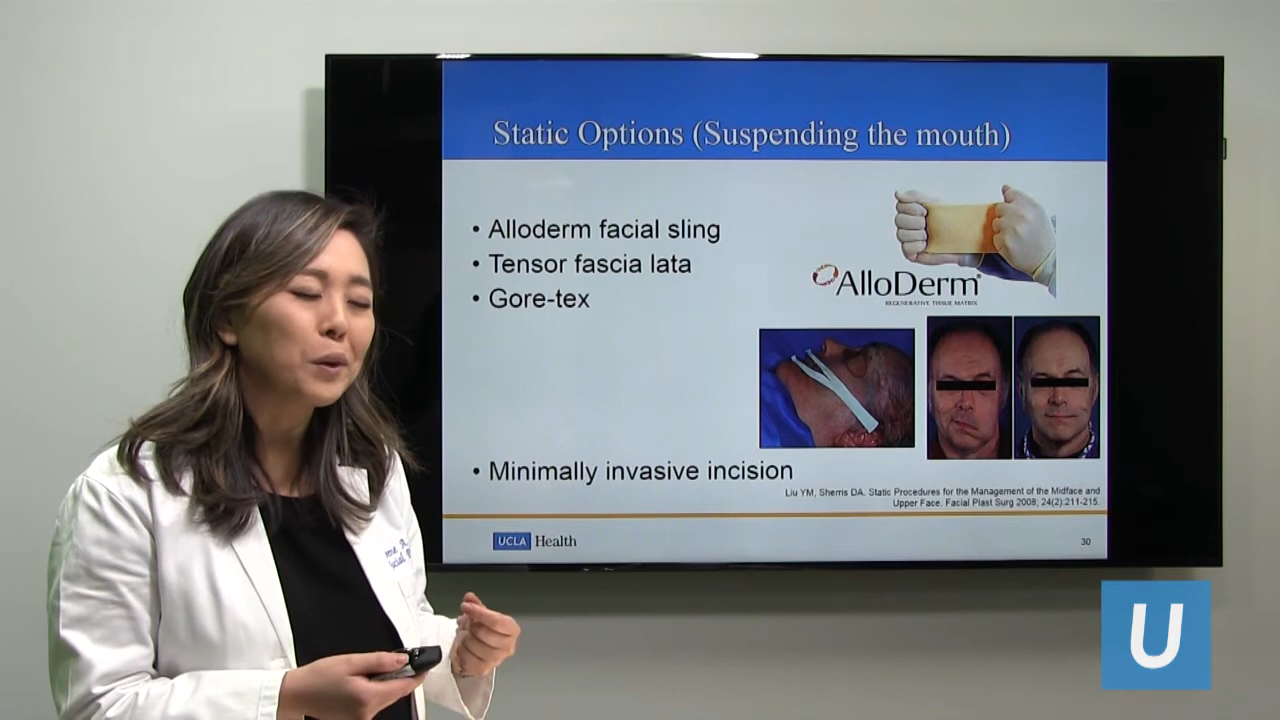 Static Options (Suspending the mouth)
• Alloderm facial sling
• Tensor fascia lata
• Gore-tex
AlloDerm®
REGENERATIVE TISSUE MATRIX
• Minimally invasive incision
Liu YM, Sherris DA. Static Procedures for the Management of the Midface and
Upper Face. Facial Plast Surg 2008; 24(2):211-215.
UCLA Health
30
U